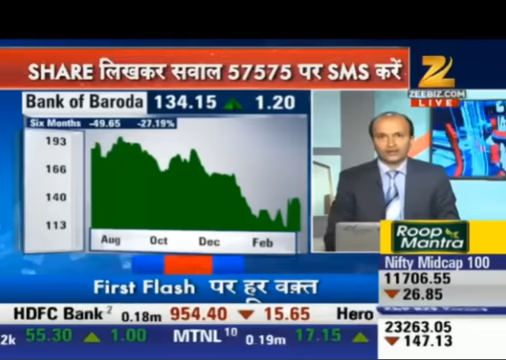 SHARE लिखकर सवाल 57575 पर SMS करें
Z
ZEEBIZ.COM
LIVE
Bank of Baroda 134.15 1.20
Six Months -49.65 -27.19%
193
166
140
113
Aug Oct Dec Feb
Roop
Mantra
First Flash पर हर वक़्त
Nifty Midcap 100
11706.55
26.85
HDFC Bank 2 0.18m 954.40 15.65 Hero
2k 55.30 1.00 MTNL 10 0.19m 17.15
23263.05
147.13